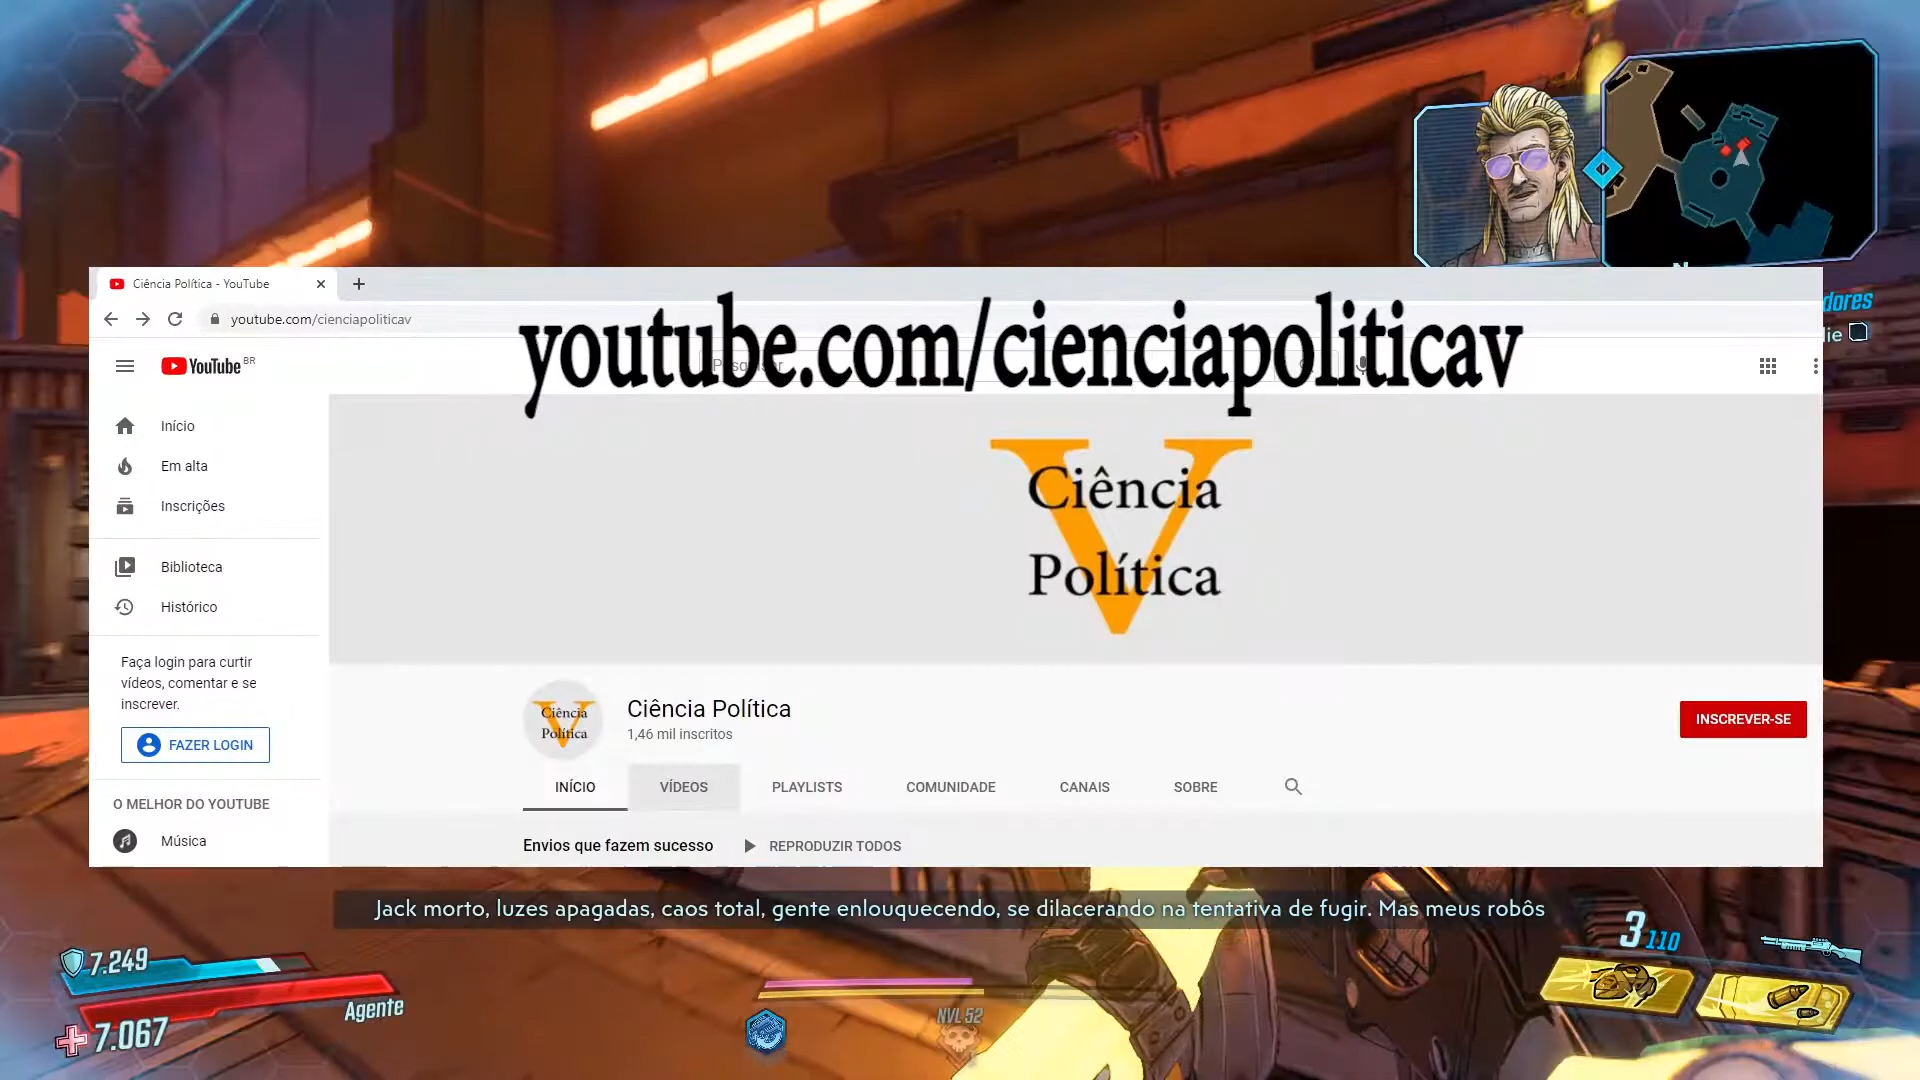 Ciência Política - YouTube
youtube.com/cienciapoliticav
youtube.com/cienciapoliticav
YouTube BR
dores
lie
Início
Em alta
Inscrições
Biblioteca
Histórico
Faça login para curtir
vídeos, comentar e se
inscrever.
FAZER LOGIN
O MELHOR DO YOUTUBE
Música
V
Ciência
Política
V
Ciência
Política
Ciência Política
1,46 mil inscritos
INSCREVER-SE
INÍCIO VÍDEOS PLAYLISTS COMUNIDADE CANAIS SOBRE
Envios que fazem sucesso REPRODUZIR TODOS
Jack morto, luzes apagadas, caos total, gente enlouquecendo, se dilacerando na tentativa de fugir. Mas meus robôs
7.249
Agente
7.067
NVL 52
3 110